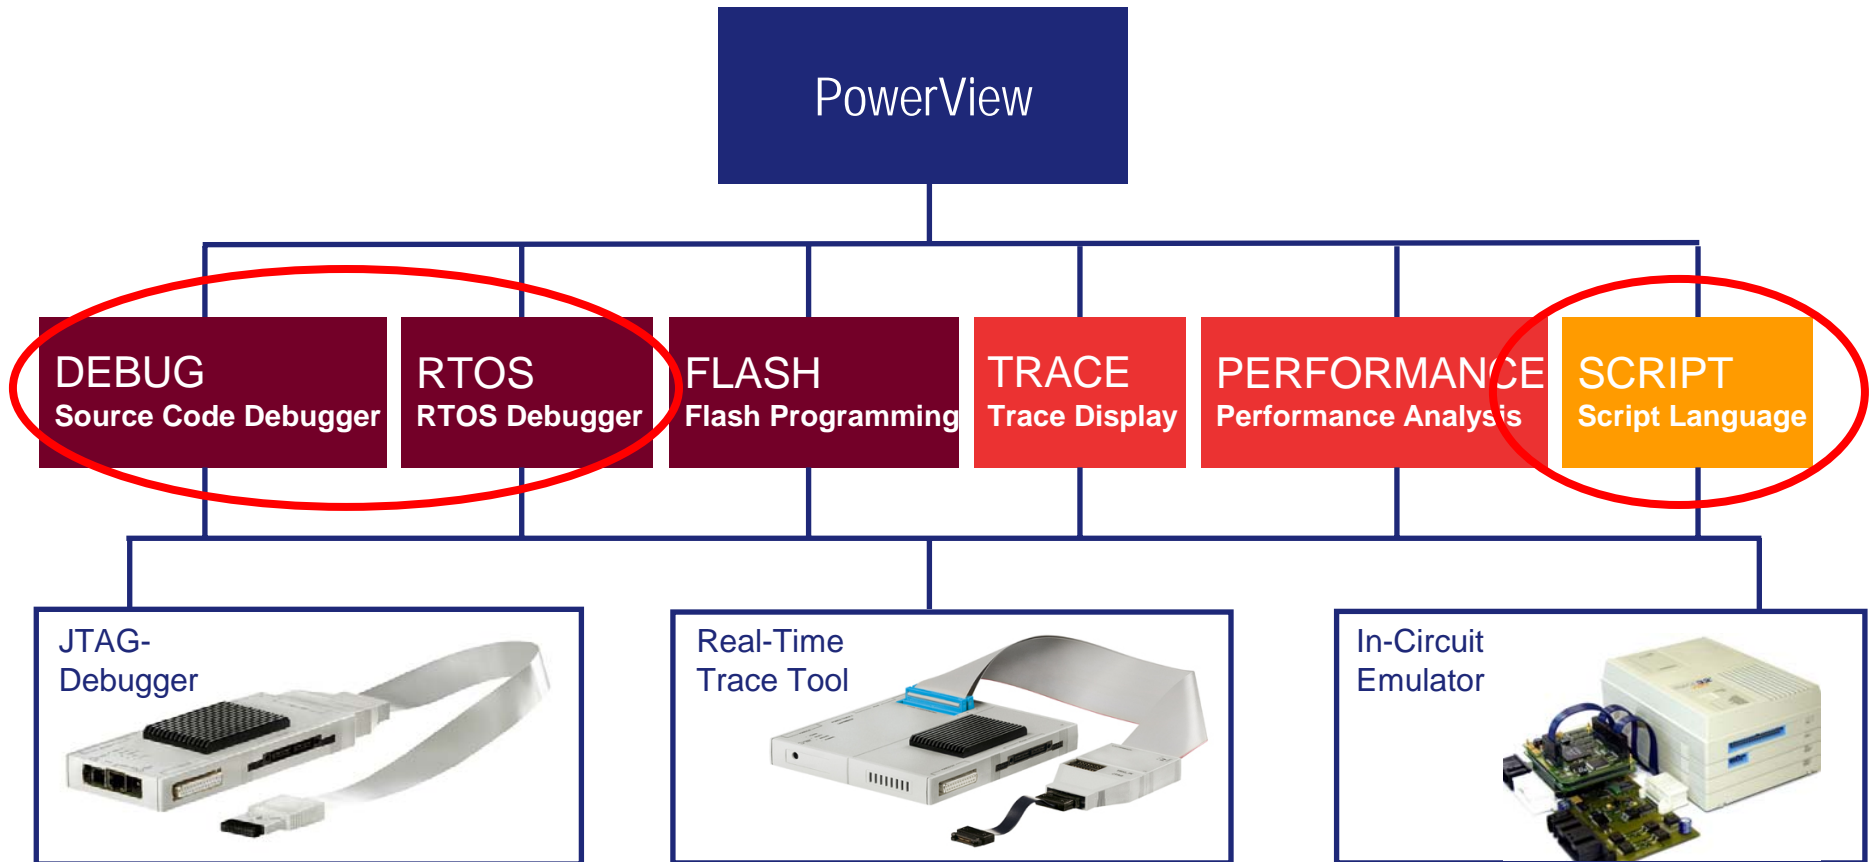 PowerView
DEBUG
Source Code Debugger
RTOS
RTOS Debugger
FLASH
Flash Programming
TRACE
Trace Display
PERFORMANCE
Performance Analysis
SCRIPT
Script Language
JTAG-
Debugger
Real-Time
Trace Tool
In-Circuit
Emulator